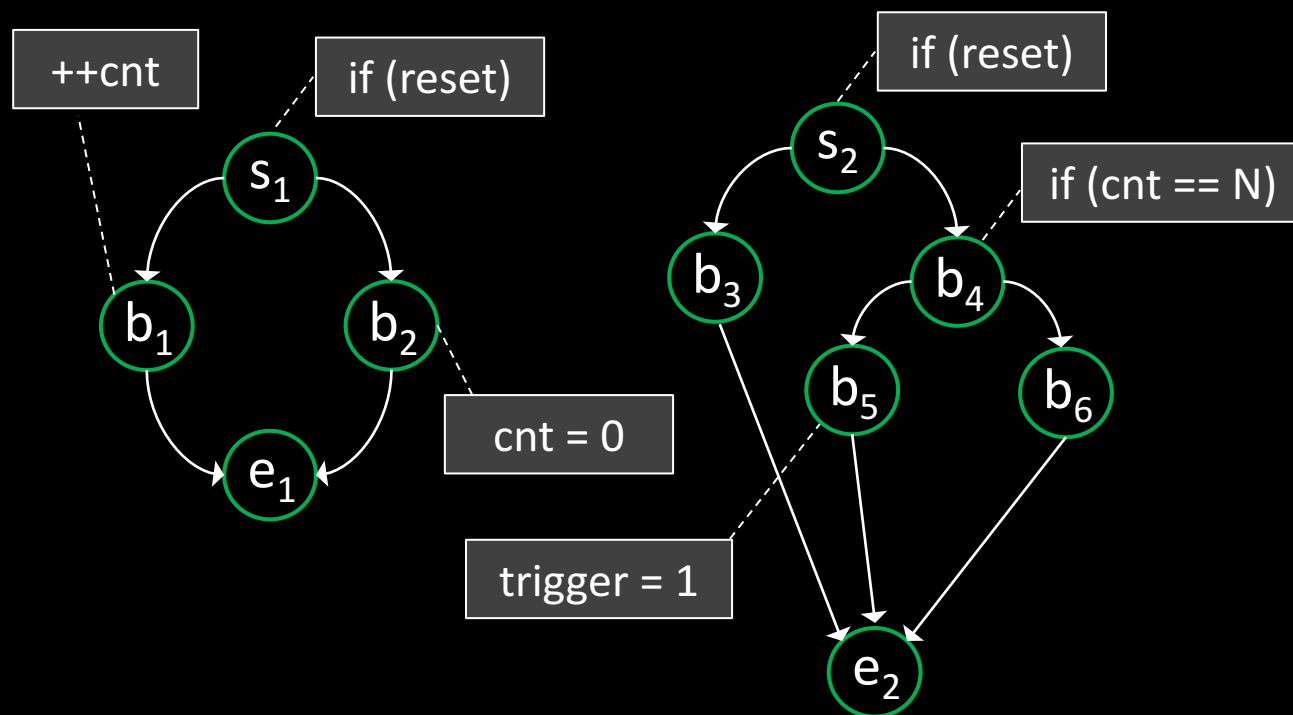 ++cnt
if (reset)
s₁
b₁
b₂
cnt = 0
e₁
if (reset)
s₂
if (cnt == N)
b₃
b₄
b₅
b₆
trigger = 1
e₂